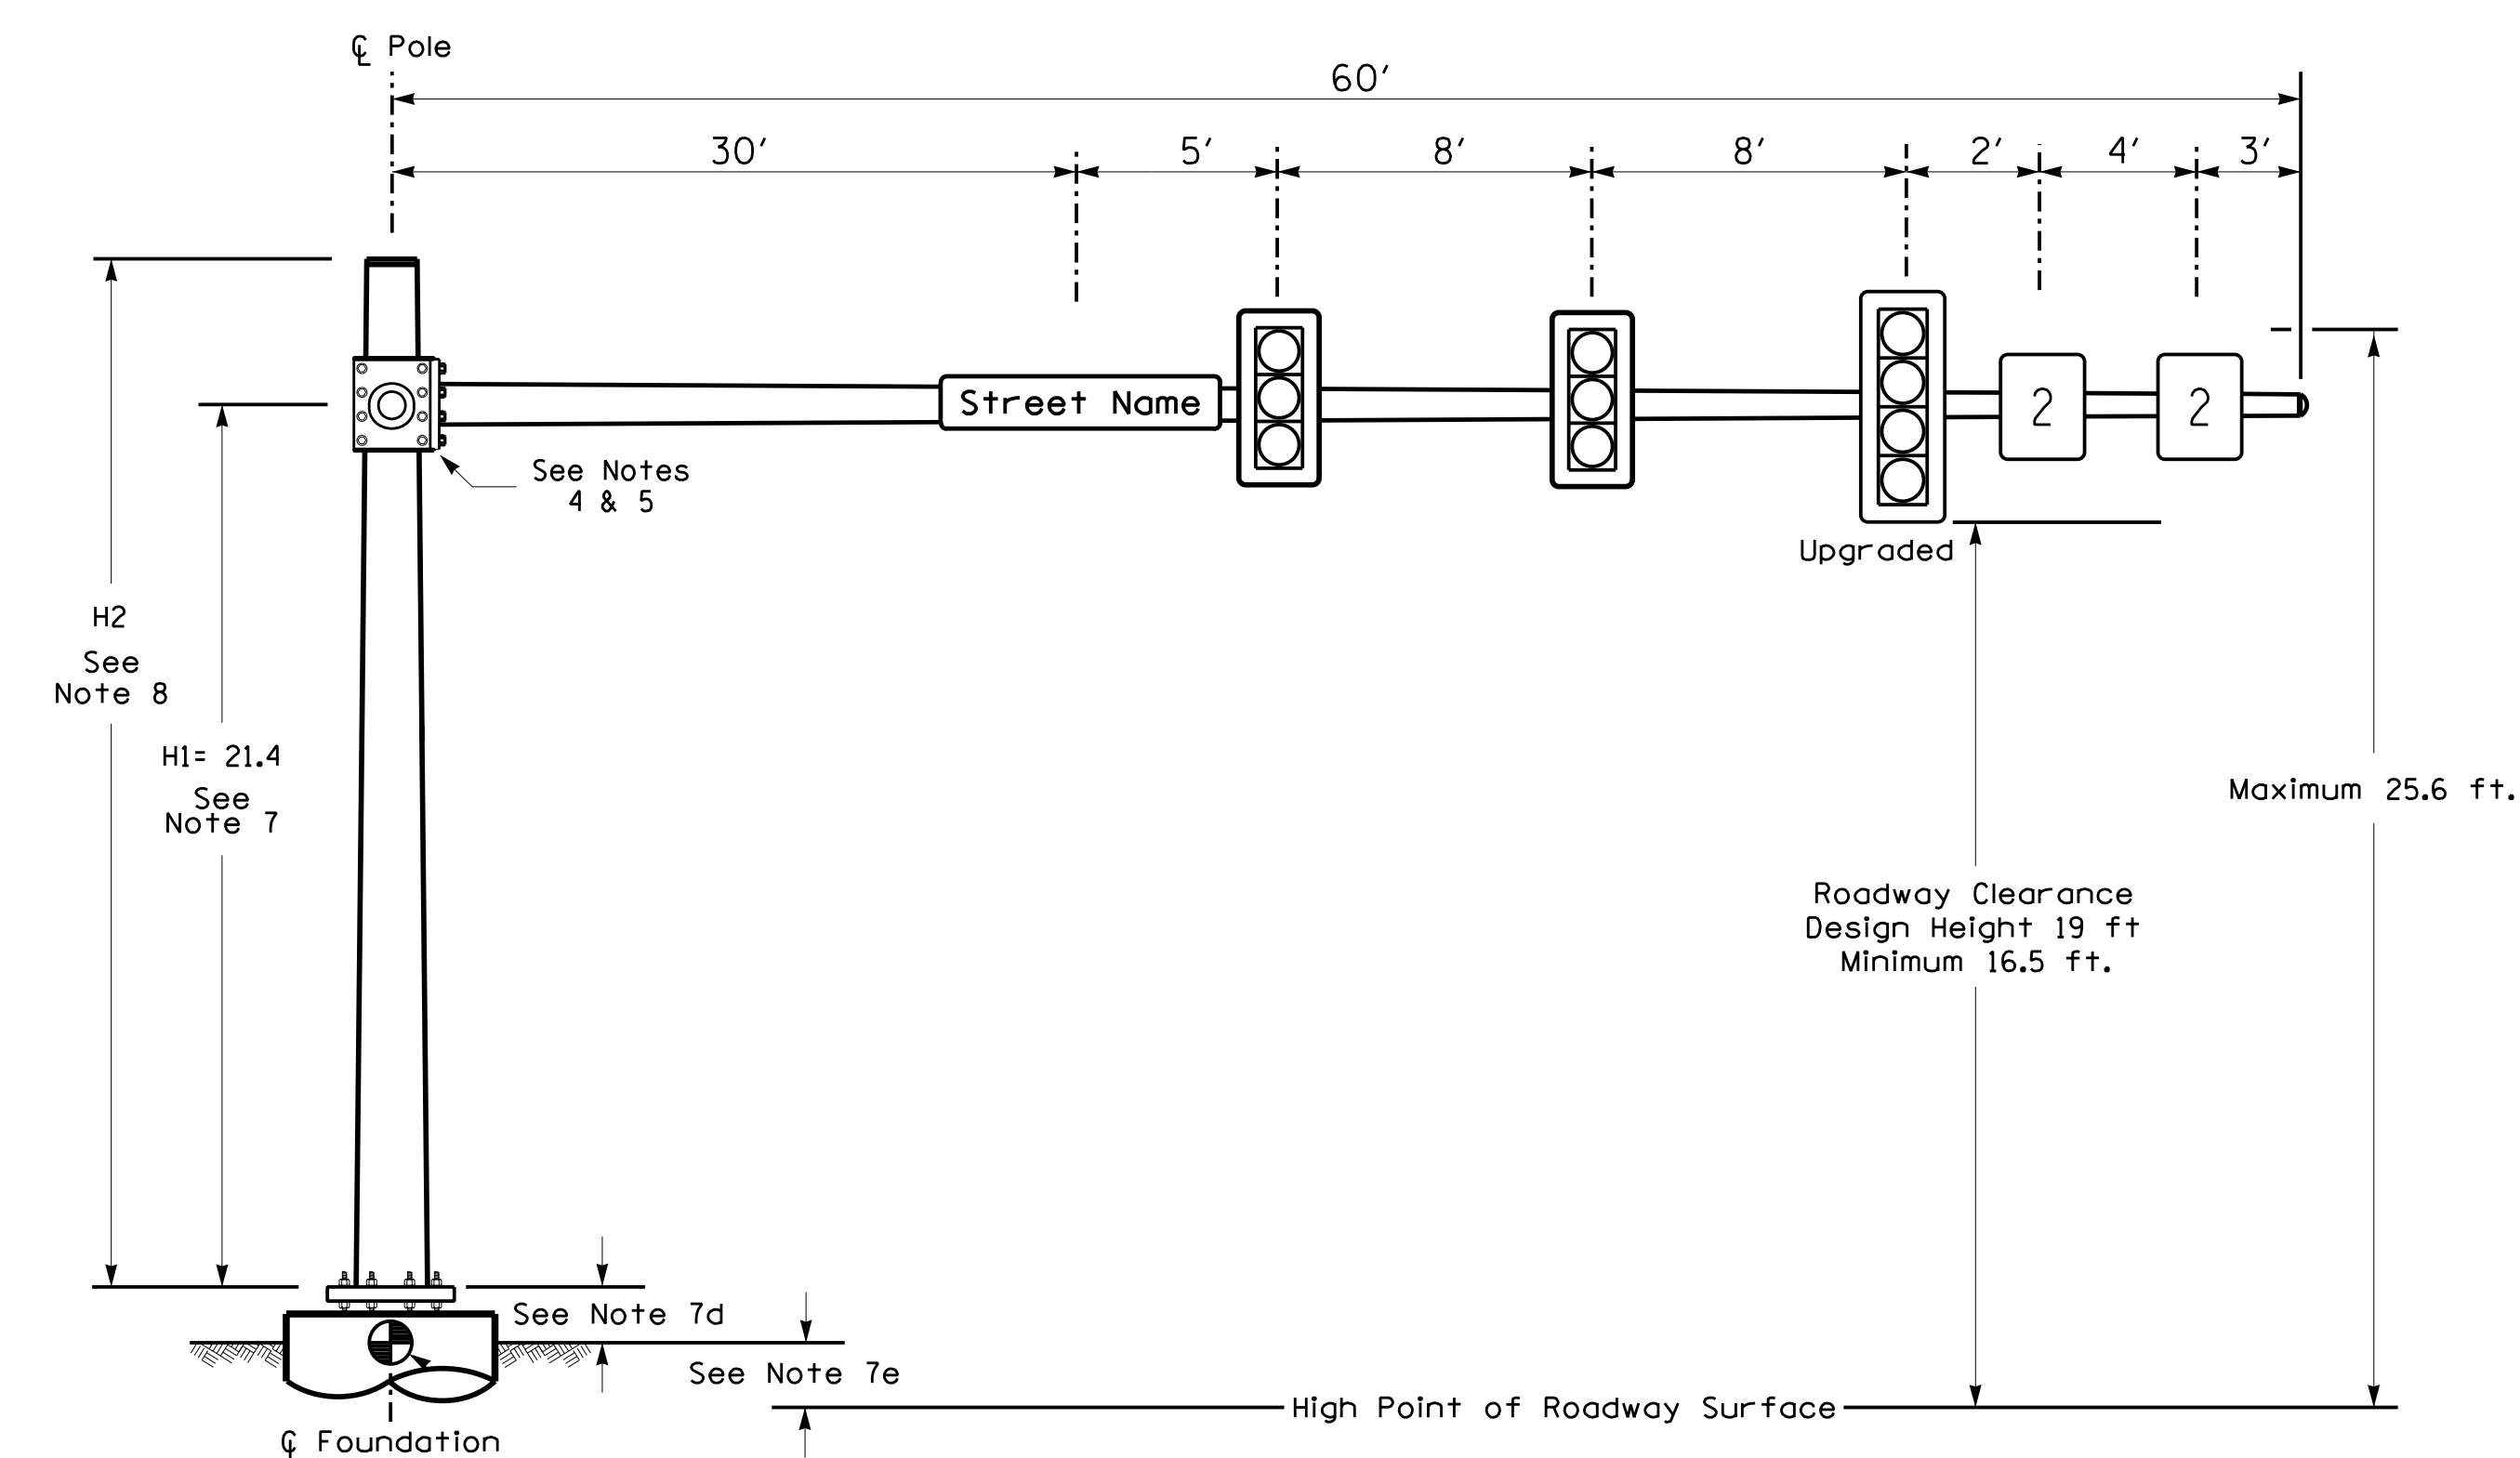 ℄ Pole
60'
30' 5' 8' 8' 2' 4' 3'
Street Name
2 2
See Notes
4 & 5
Upgraded
H2
See
Note 8
H1= 21.4
See
Note 7
Maximum 25.6 ft.
Roadway Clearance
Design Height 19 ft
Minimum 16.5 ft.
See Note 7d
See Note 7e
High Point of Roadway Surface
℄ Foundation